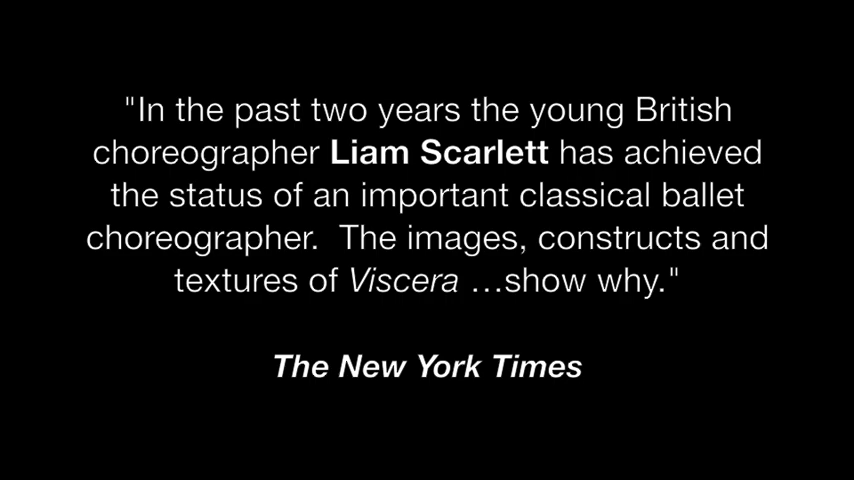 "In the past two years the young British
choreographer Liam Scarlett has achieved
the status of an important classical ballet
choreographer.  The images, constructs and
textures of Viscera ...show why."
The New York Times